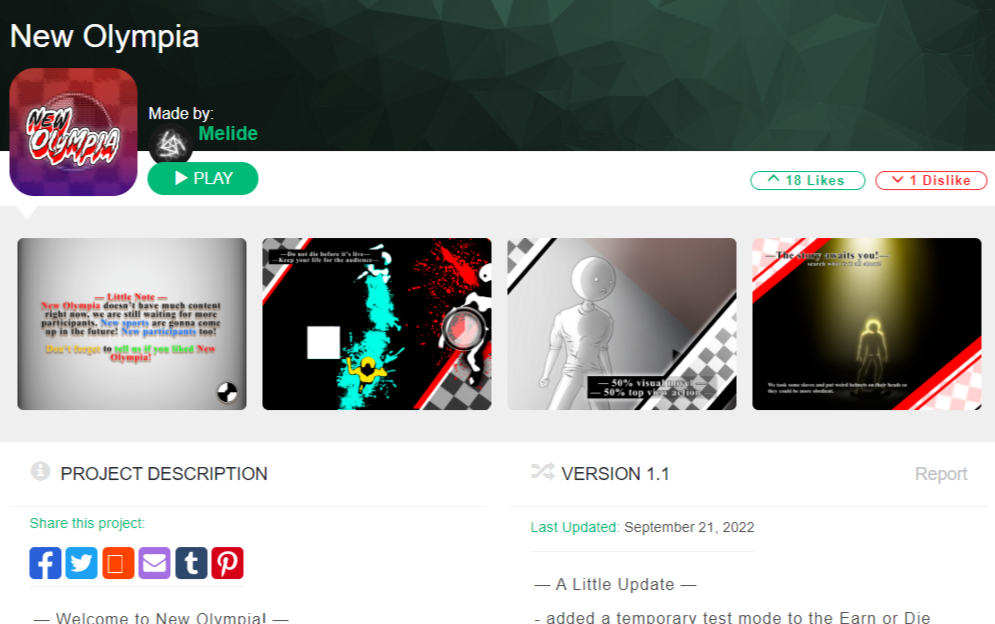 New Olympia
NEW
OLYMPIA
Made by:
Melide
PLAY
18 Likes
1 Dislike
— Little Note —
New Olympia doesn't have much content
right now, we are still waiting for more
participants. New sports are gonna come
up in the future! New participants too!
Don't forget to tell us if you liked New
Olympia!
—Do not die before it's live—
—Keep your life for the audience—
— 50% visual novel —
— 50% top view action —
—The story awaits you!—
We took some slaves and put weird helmets on their heads so
they could be more obedient.
PROJECT DESCRIPTION
VERSION 1.1
Report
Share this project:
Last Updated: September 21, 2022
— A Little Update —
— Welcome to New Olympia! —
- added a temporary test mode to the Earn or Die